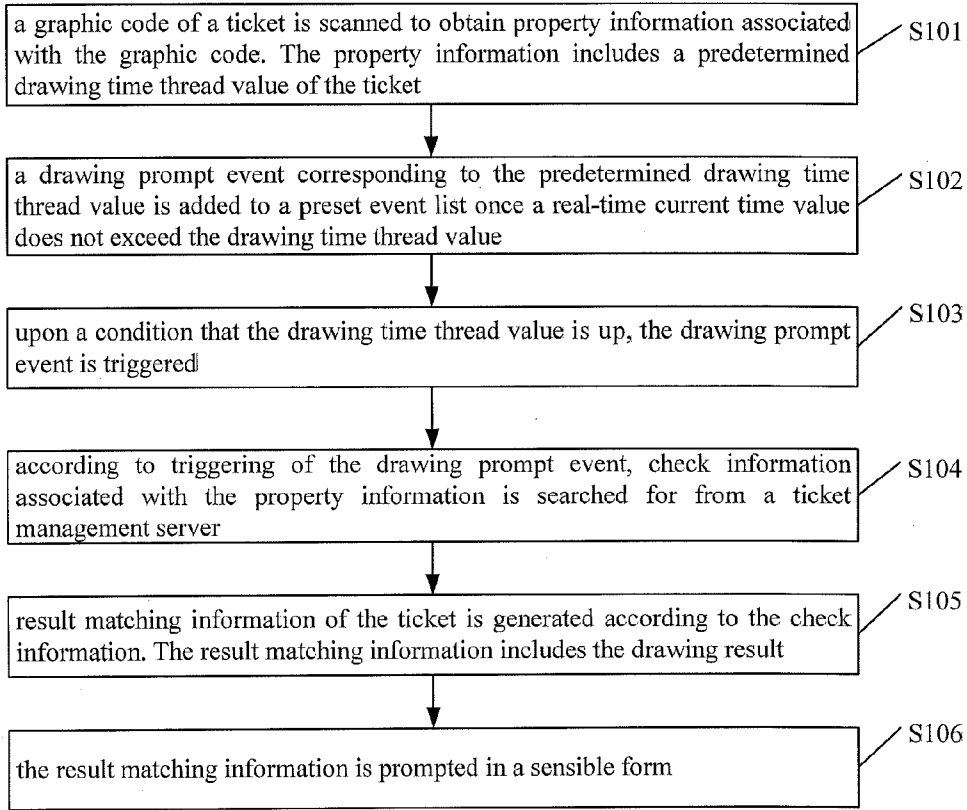 a graphic code of a ticket is scanned to obtain property information associated
with the graphic code. The property information includes a predetermined
drawing time thread value of the ticket
S101
a drawing prompt event corresponding to the predetermined drawing time
thread value is added to a preset event list once a real-time current time value
does not exceed the drawing time thread value
S102
upon a condition that the drawing time thread value is up, the drawing prompt
event is triggered
S103
according to triggering of the drawing prompt event, check information
associated with the property information is searched for from a ticket
management server
S104
result matching information of the ticket is generated according to the check
information. The result matching information includes the drawing result
S105
the result matching information is prompted in a sensible form
S106